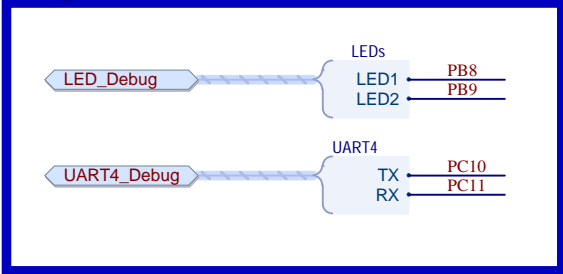 LEDs
LED_Debug
LED1 PB8
LED2 PB9
UART4
UART4_Debug
TX PC10
RX PC11